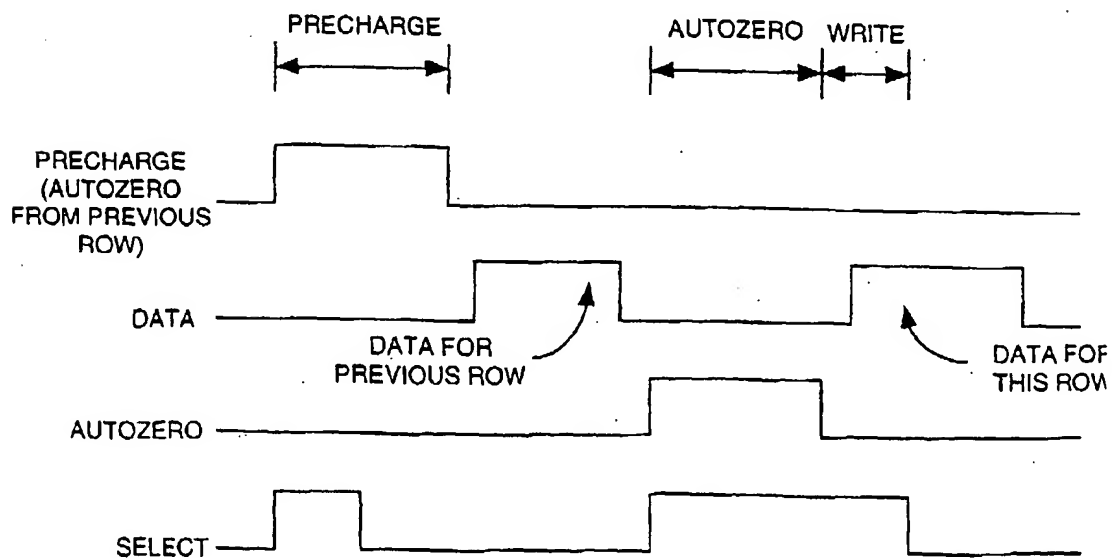 PRECHARGE
AUTOZERO
WRITE
PRECHARGE
(AUTOZERO
FROM PREVIOUS
ROW)
DATA
DATA FOR
PREVIOUS ROW
DATA FOR
THIS ROW
AUTOZERO
SELECT